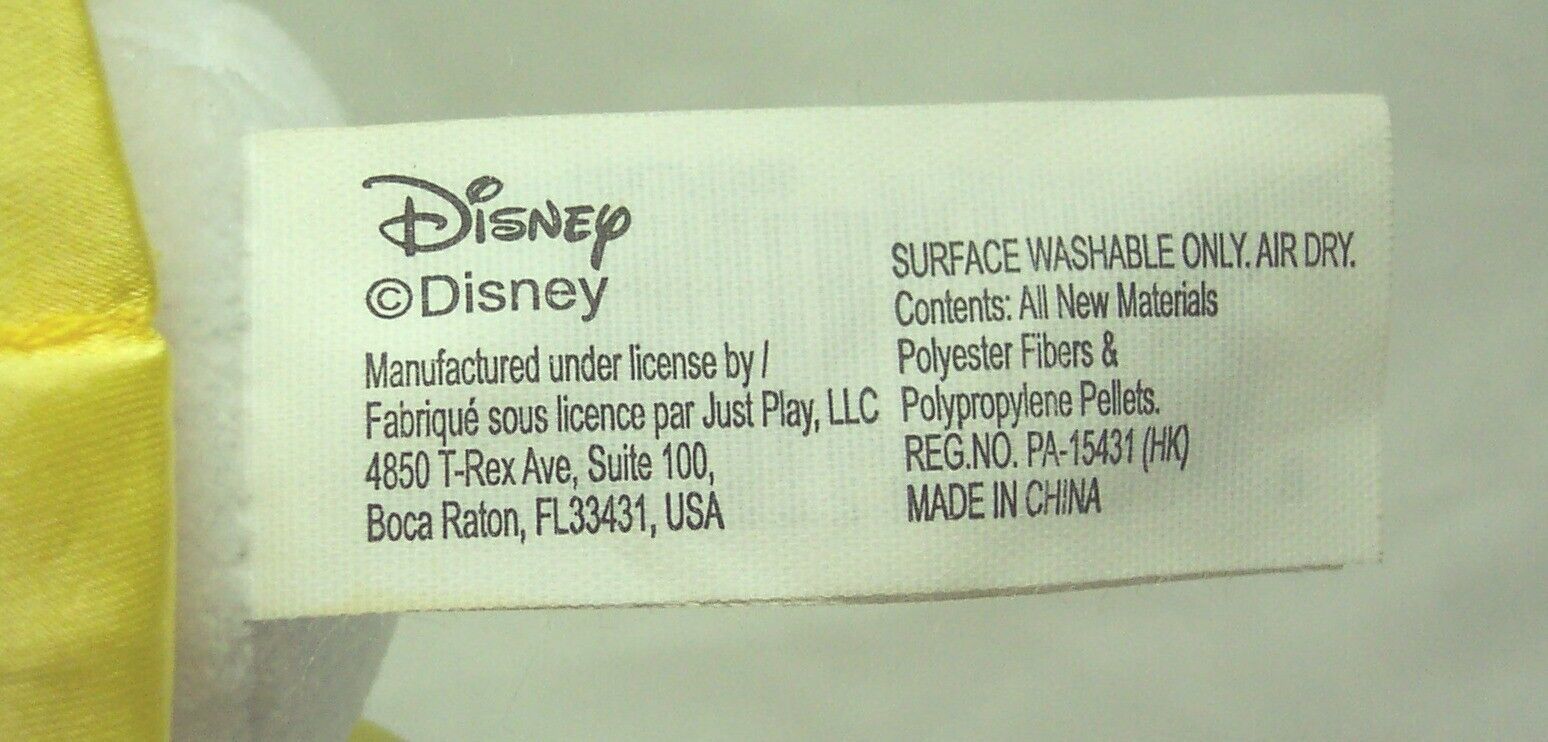 Disney
©Disney
Manufactured under license by /
Fabriqué sous licence par Just Play, LLC
4850 T-Rex Ave, Suite 100,
Boca Raton, FL33431, USA
SURFACE WASHABLE ONLY. AIR DRY.
Contents: All New Materials
Polyester Fibers &
Polypropylene Pellets.
REG.NO. PA-15431 (HK)
MADE IN CHINA